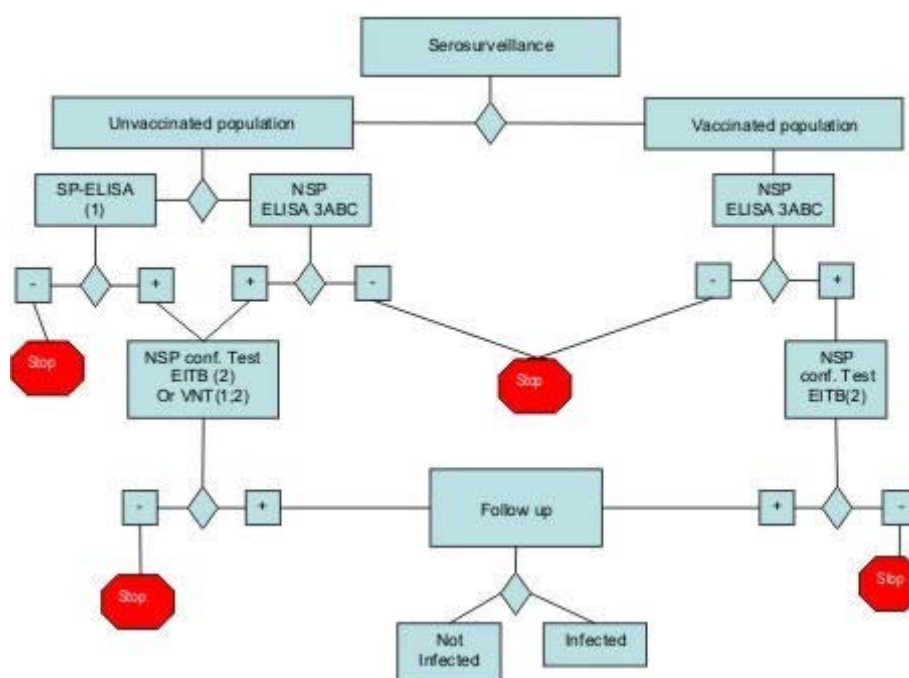 Serosurveillance
Unvaccinated population
Vaccinated population
SP-ELISA
(1)
NSP
ELISA 3ABC
NSP
ELISA 3ABC
-
+
+
-
-
+
Stop
NSP conf. Test
EITB (2)
Or VNT(1;2)
Stop
NSP
conf. Test
EITB(2)
-
+
Follow up
+
-
Stop
Stop
Not
Infected
Infected